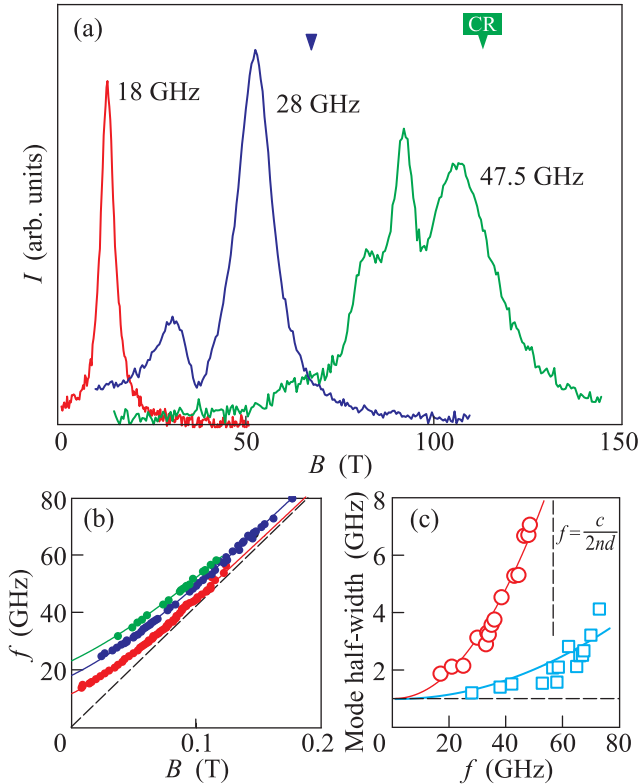 (a)
CR
18 GHz
28 GHz
47.5 GHz
I (arb. units)
0 50 100 150
B (T)
(b)
80
60
40
20
0
f (GHz)
0.1 0.2
B (T)
(c)
8
6
4
2
0
Mode half-width (GHz)
f = c/2nd
0 20 40 60 80
f (GHz)